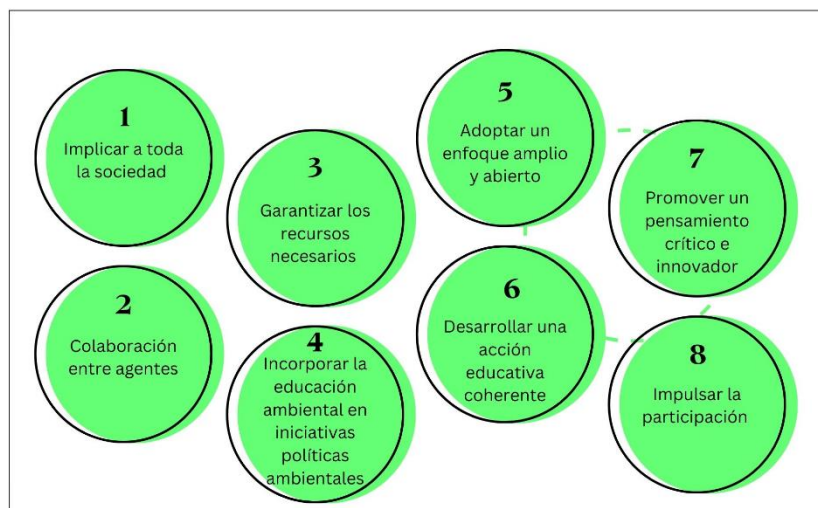 1
Implicar a toda
la sociedad
2
Colaboración
entre agentes
3
Garantizar los
recursos
necesarios
4
Incorporar la
educación
ambiental en
iniciativas
políticas
ambientales
5
Adoptar un
enfoque amplio
y abierto
6
Desarrollar una
acción
educativa
coherente
7
Promover un
pensamiento
crítico e
innovador
8
Impulsar la
participación